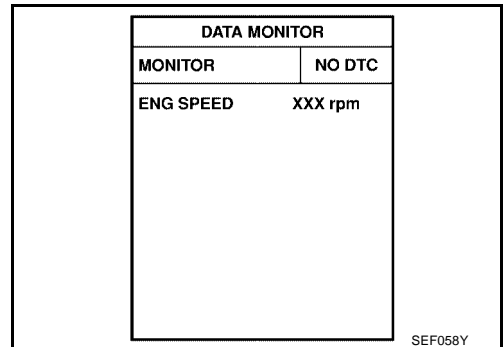 DATA MONITOR
MONITOR NO DTC
ENG SPEED XXX rpm
SEF058Y